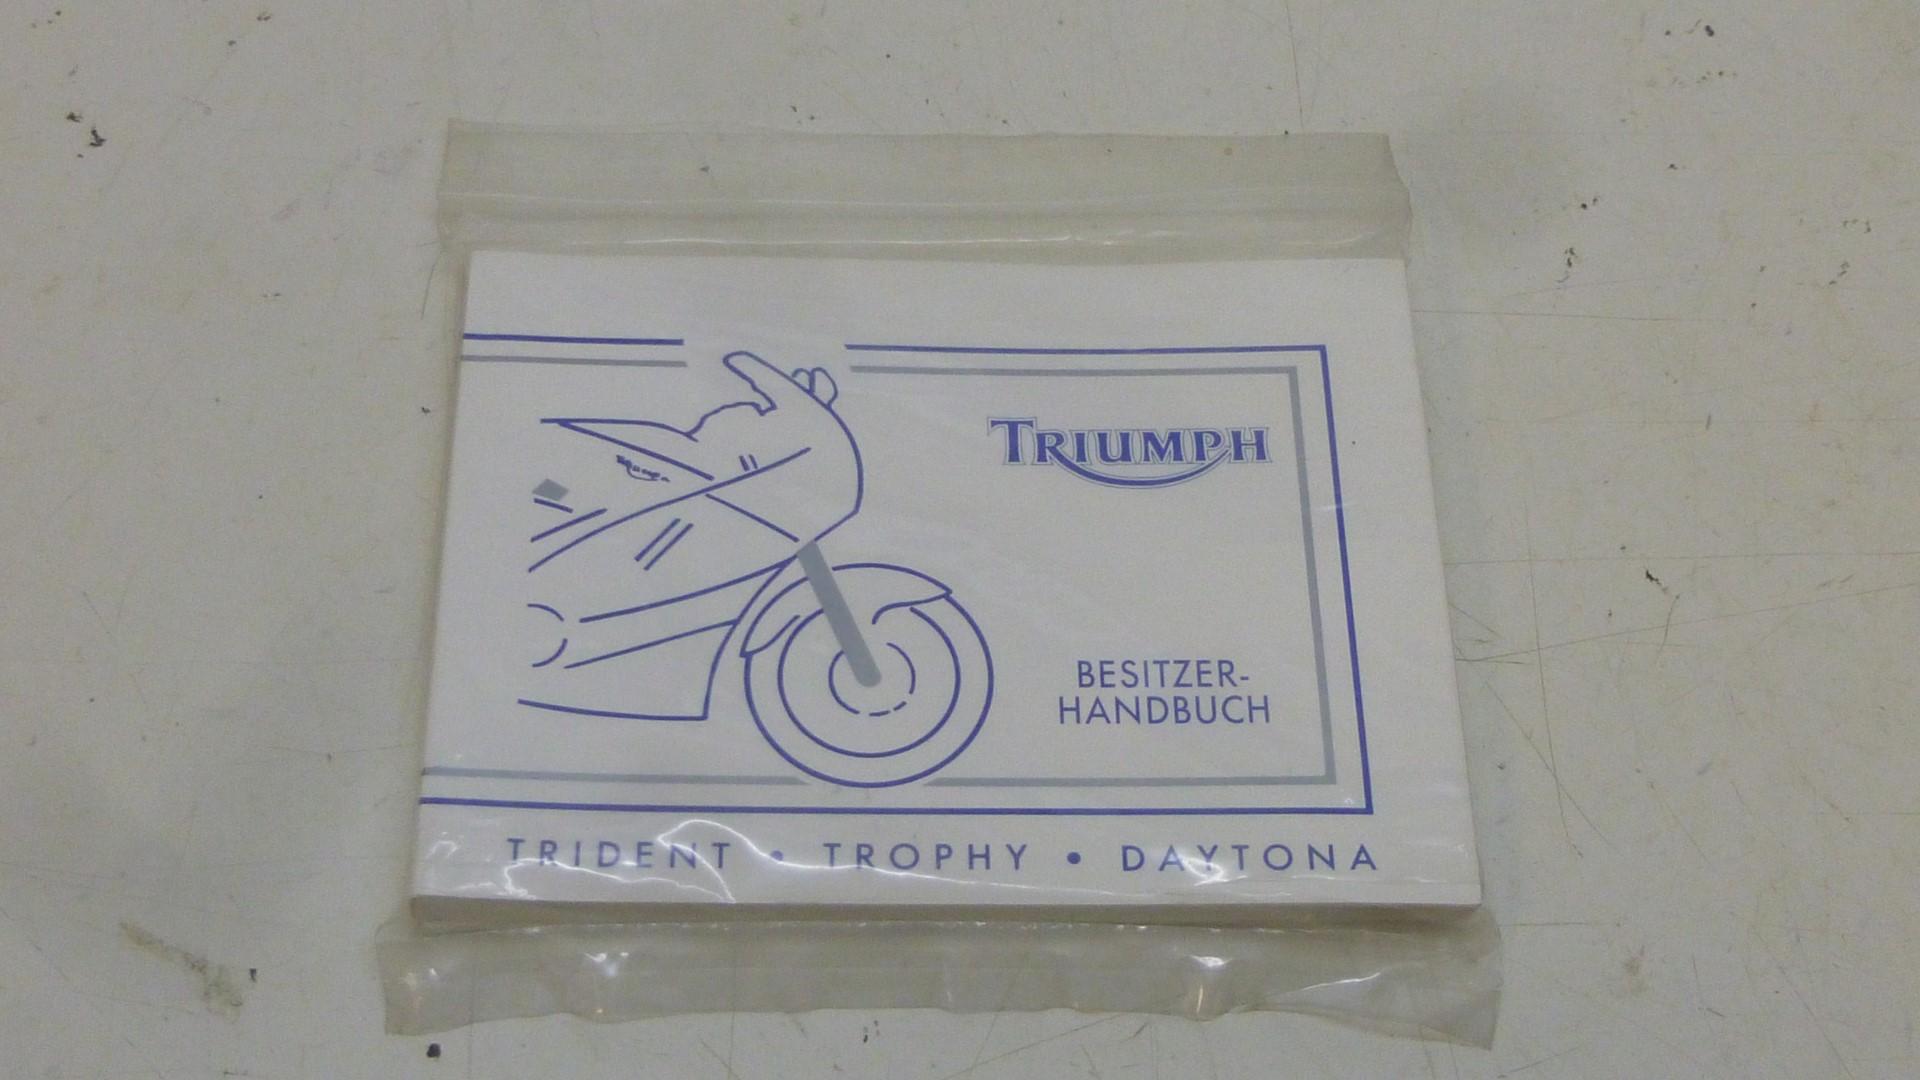 TRIUMPH
BESITZER-
HANDBUCH
TRIDENT • TROPHY • DAYTONA